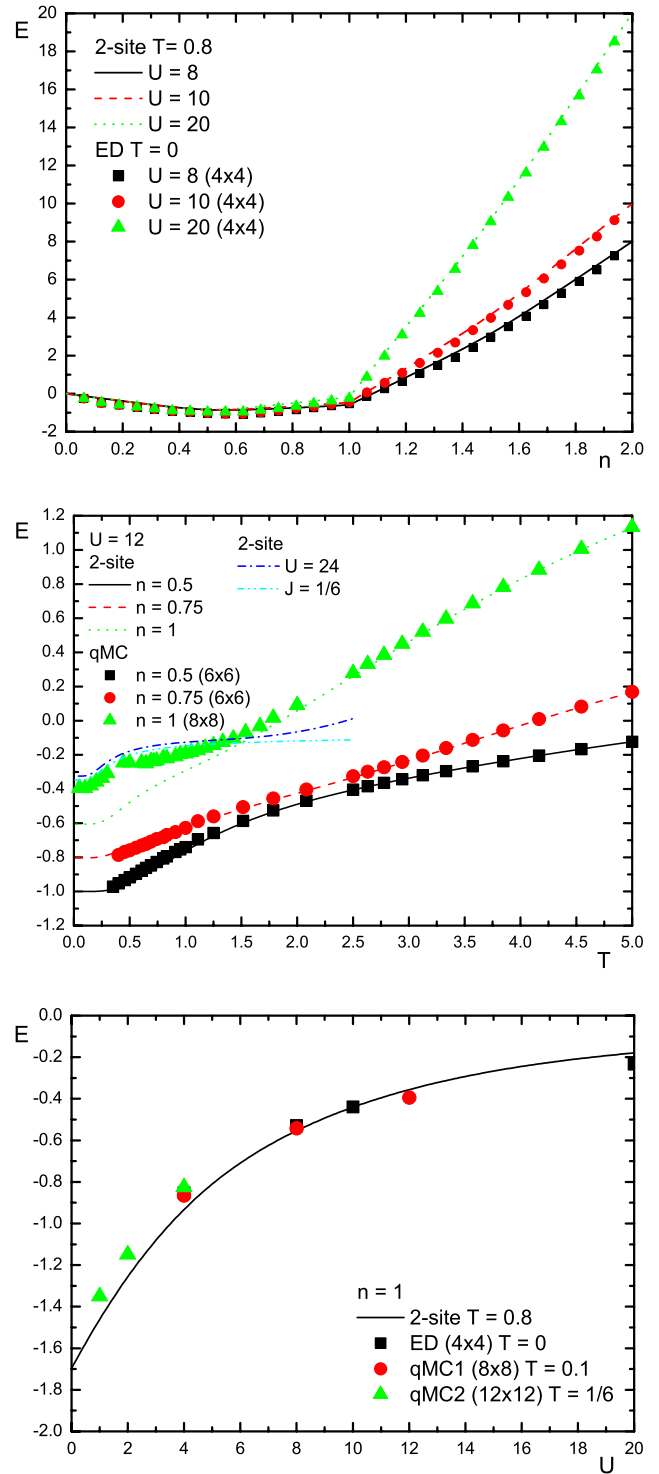 E
20
18
16
14
12
10
8
6
4
2
0
-2
2-site T= 0.8
U = 8
U = 10
U = 20
ED T = 0
U = 8 (4x4)
U = 10 (4x4)
U = 20 (4x4)
0.0 0.2 0.4 0.6 0.8 1.0 1.2 1.4 1.6 1.8 2.0
n
E
1.2
1.0
0.8
0.6
0.4
0.2
0.0
-0.2
-0.4
-0.6
-0.8
-1.0
-1.2
U = 12
2-site
n = 0.5
n = 0.75
n = 1
qMC
n = 0.5 (6x6)
n = 0.75 (6x6)
n = 1 (8x8)
2-site
U = 24
J = 1/6
0.0 0.5 1.0 1.5 2.0 2.5 3.0 3.5 4.0 4.5 5.0
T
E
0.0
-0.2
-0.4
-0.6
-0.8
-1.0
-1.2
-1.4
-1.6
-1.8
-2.0
n = 1
2-site T = 0.8
ED (4x4) T = 0
qMC1 (8x8) T = 0.1
qMC2 (12x12) T = 1/6
0 2 4 6 8 10 12 14 16 18 20
U